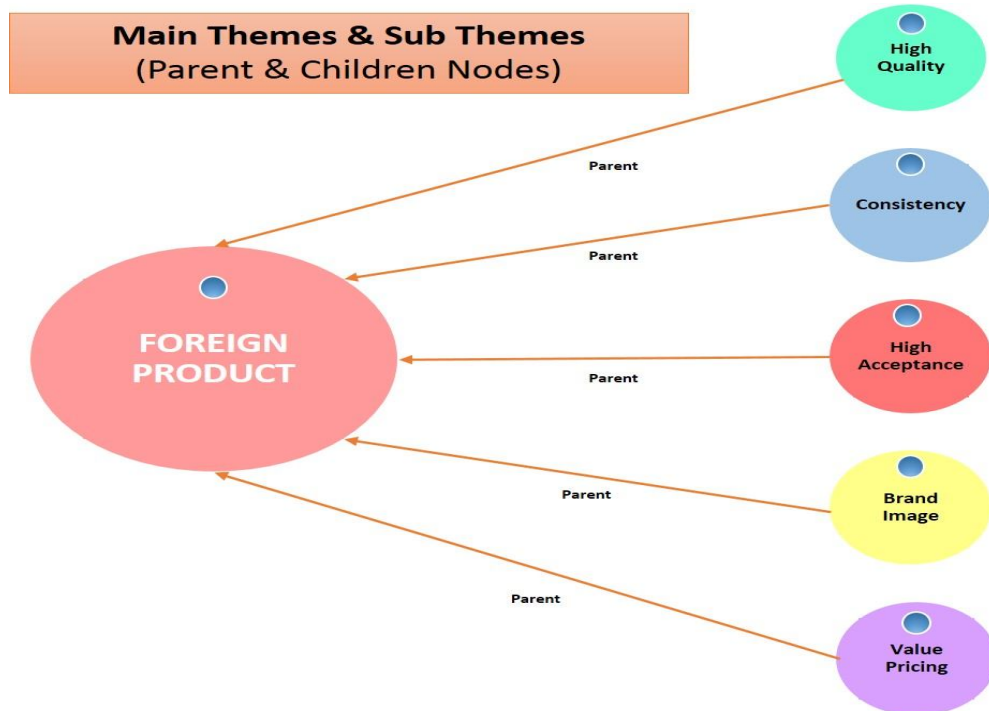 Main Themes & Sub Themes
(Parent & Children Nodes)
High
Quality
Parent
Consistency
Parent
FOREIGN
PRODUCT
High
Acceptance
Parent
Brand
Image
Parent
Parent
Value
Pricing